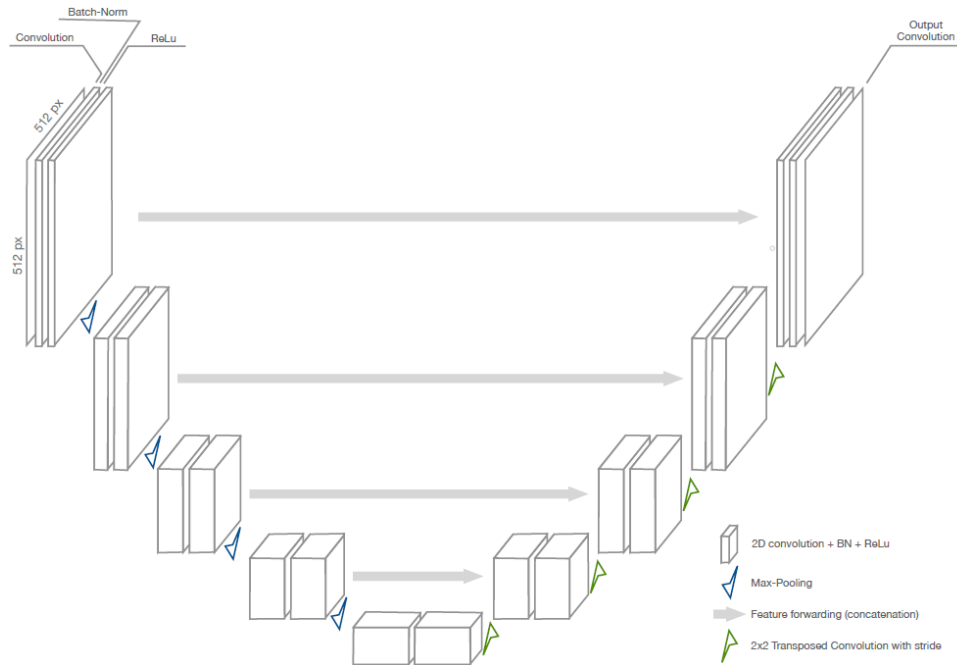 Batch-Norm
Convolution
ReLu
Output
Convolution
512 px
512 px
2D convolution + BN + ReLu
Max-Pooling
Feature forwarding (concatenation)
2x2 Transposed Convolution with stride